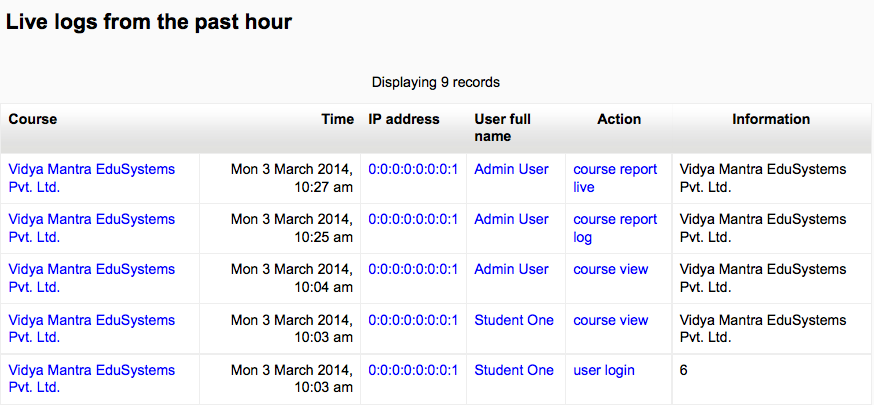 Live logs from the past hour
Displaying 9 records
Course Time IP address User full name Action Information
Vidya Mantra EduSystems Pvt. Ltd. Mon 3 March 2014, 10:27 am 0:0:0:0:0:0:0:1 Admin User course report live Vidya Mantra EduSystems Pvt. Ltd.
Vidya Mantra EduSystems Pvt. Ltd. Mon 3 March 2014, 10:25 am 0:0:0:0:0:0:0:1 Admin User course report log Vidya Mantra EduSystems Pvt. Ltd.
Vidya Mantra EduSystems Pvt. Ltd. Mon 3 March 2014, 10:04 am 0:0:0:0:0:0:0:1 Admin User course view Vidya Mantra EduSystems Pvt. Ltd.
Vidya Mantra EduSystems Pvt. Ltd. Mon 3 March 2014, 10:03 am 0:0:0:0:0:0:0:1 Student One course view Vidya Mantra EduSystems Pvt. Ltd.
Vidya Mantra EduSystems Pvt. Ltd. Mon 3 March 2014, 10:03 am 0:0:0:0:0:0:0:1 Student One user login 6